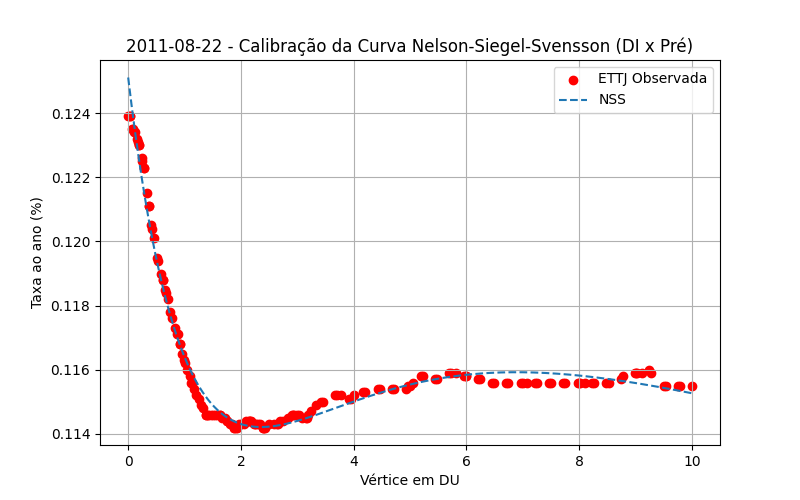 2011-08-22 - Calibração da Curva Nelson-Siegel-Svensson (DI x Pré)
ETTJ Observada
NSS
Taxa ao ano (%)
0.124
0.122
0.120
0.118
0.116
0.114
0 2 4 6 8 10
Vértice em DU